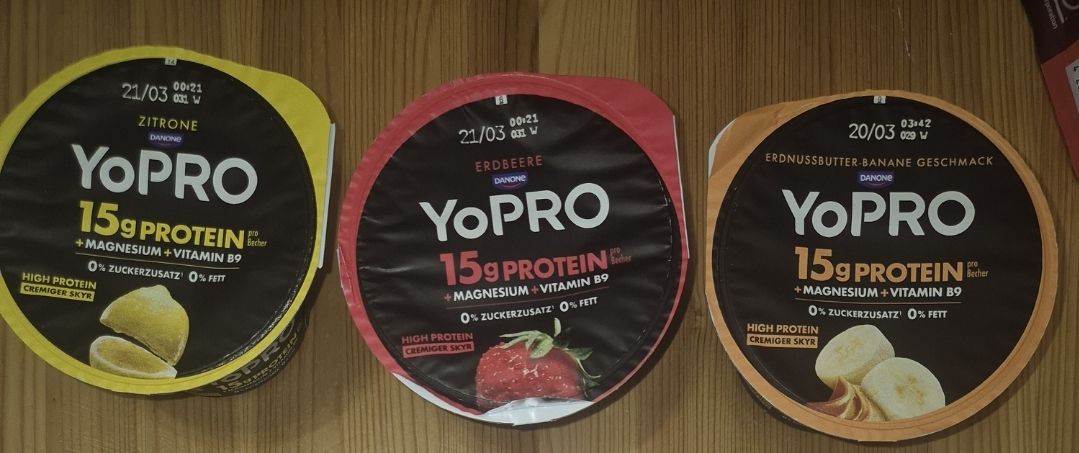 21/03 00:21
031 W
ZITRONE
DANONE
YoPRO
15g PROTEIN pro Becher
+MAGNESIUM+VITAMIN B9
0% ZUCKERZUSATZ¹ 0% FETT
HIGH PROTEIN
CREMIGER SKYR
YoPRO
15g PROTEIN
21/03 00:21
031 W
ERDBEERE
DANONE
YoPRO
15g PROTEIN pro Becher
+MAGNESIUM+VITAMIN B9
0% ZUCKERZUSATZ¹ 0% FETT
HIGH PROTEIN
CREMIGER SKYR
20/03 03:42
029 W
ERDNUSSBUTTER-BANANE GESCHMACK
DANONE
YoPRO
15g PROTEIN pro Becher
+MAGNESIUM+VITAMIN B9
0% ZUCKERZUSATZ¹ 0% FETT
HIGH PROTEIN
CREMIGER SKYR